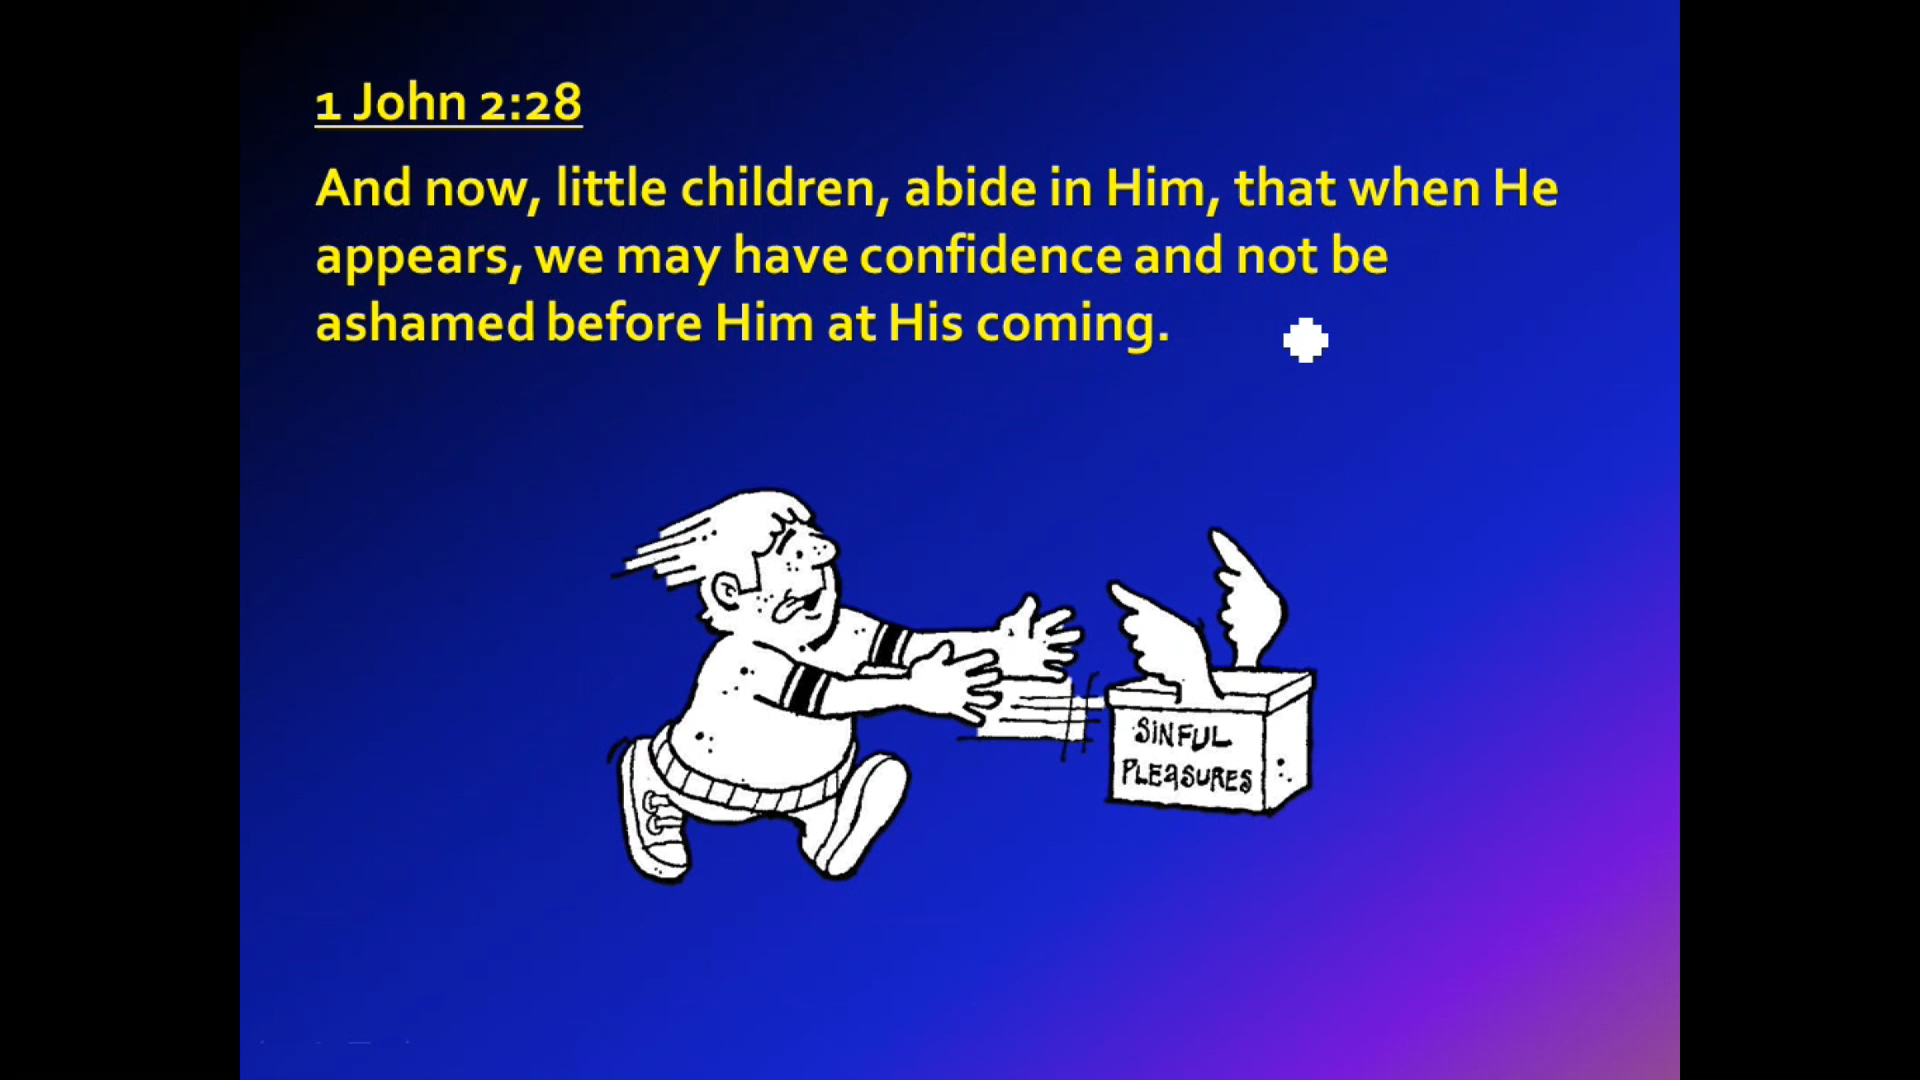 1 John 2:28
And now, little children, abide in Him, that when He
appears, we may have confidence and not be
ashamed before Him at His coming.
SiNFUL
PLEaSURES